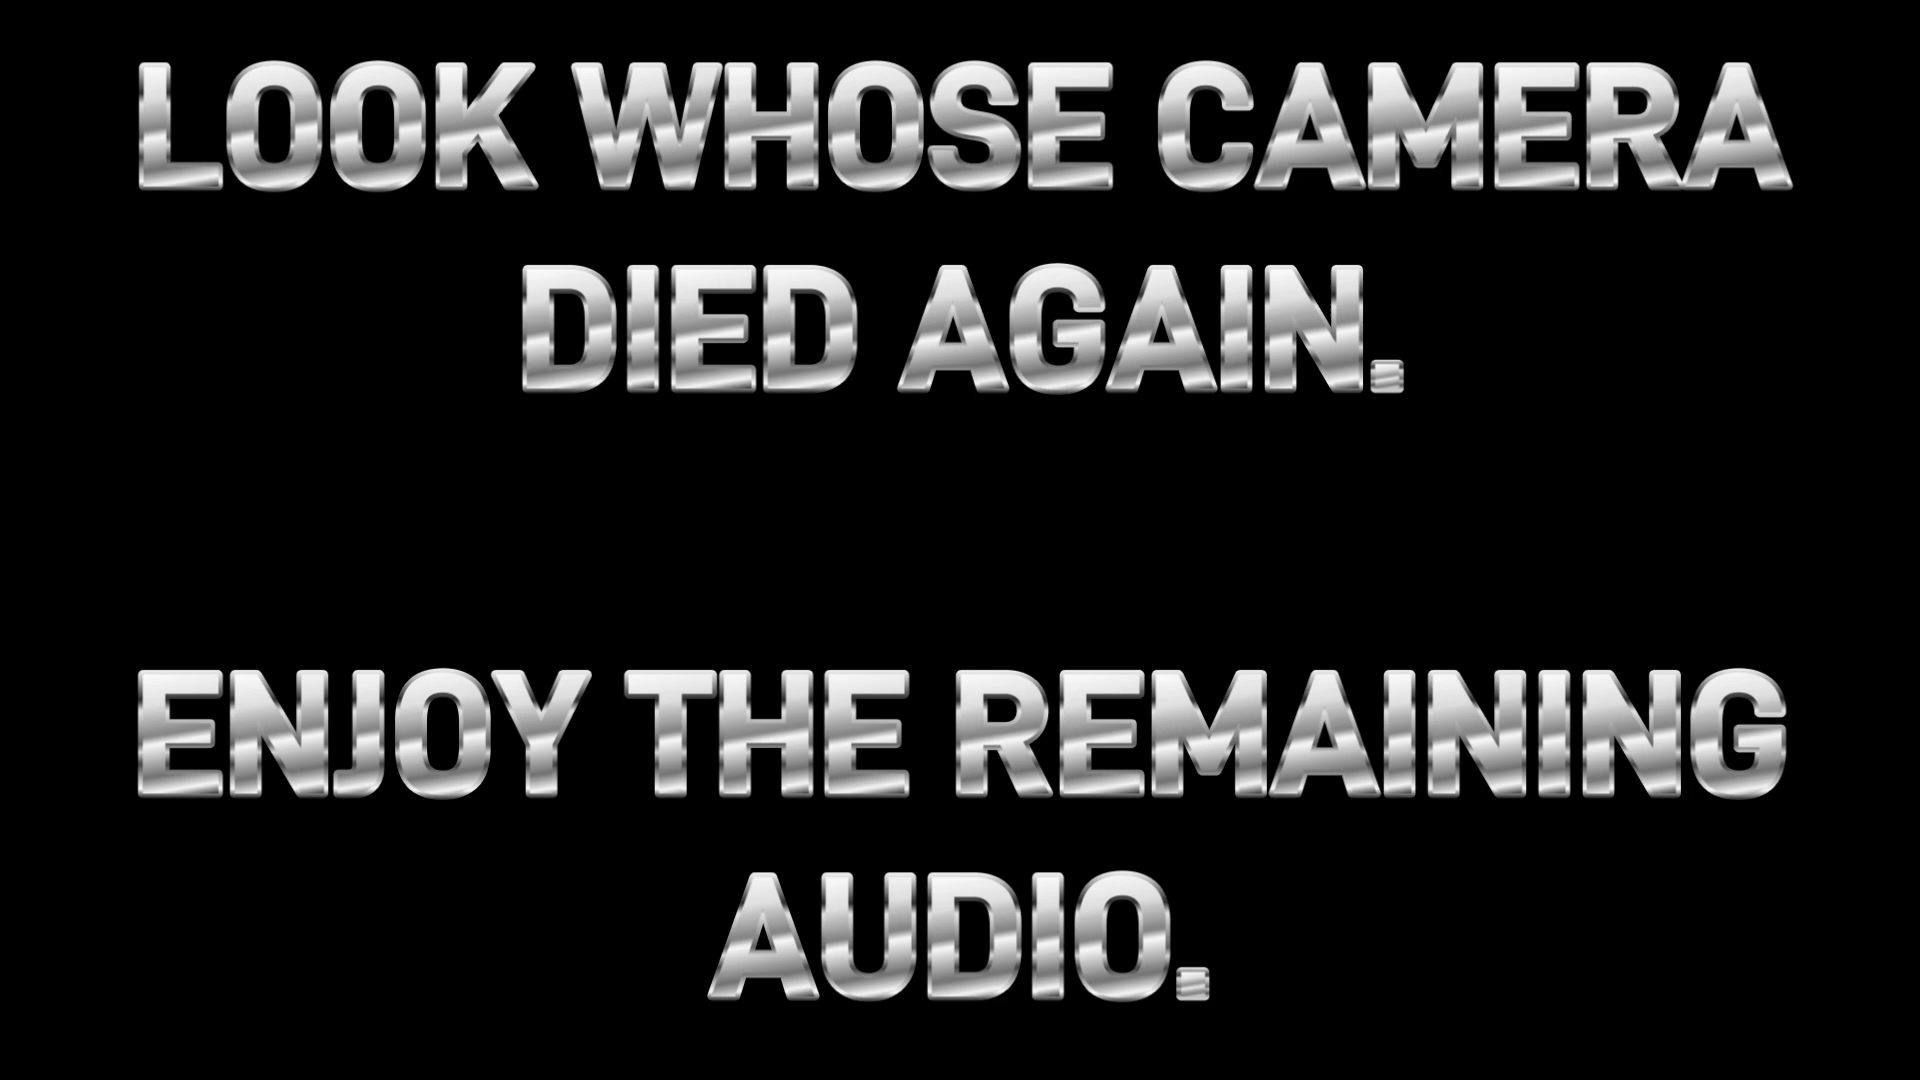 LOOK WHOSE CAMERA
DIED AGAIN.
ENJOY THE REMAINING
AUDIO.